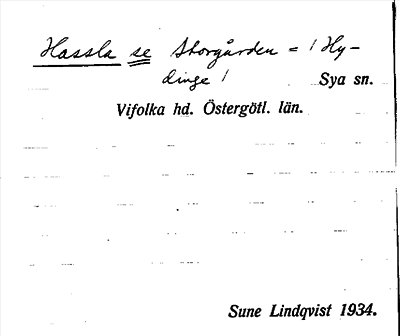 Hassla se Storgården = / Hy-
dinge / Sya sn.
Vifolka hd. Östergötl. län.
Sune Lindqvist 1934.